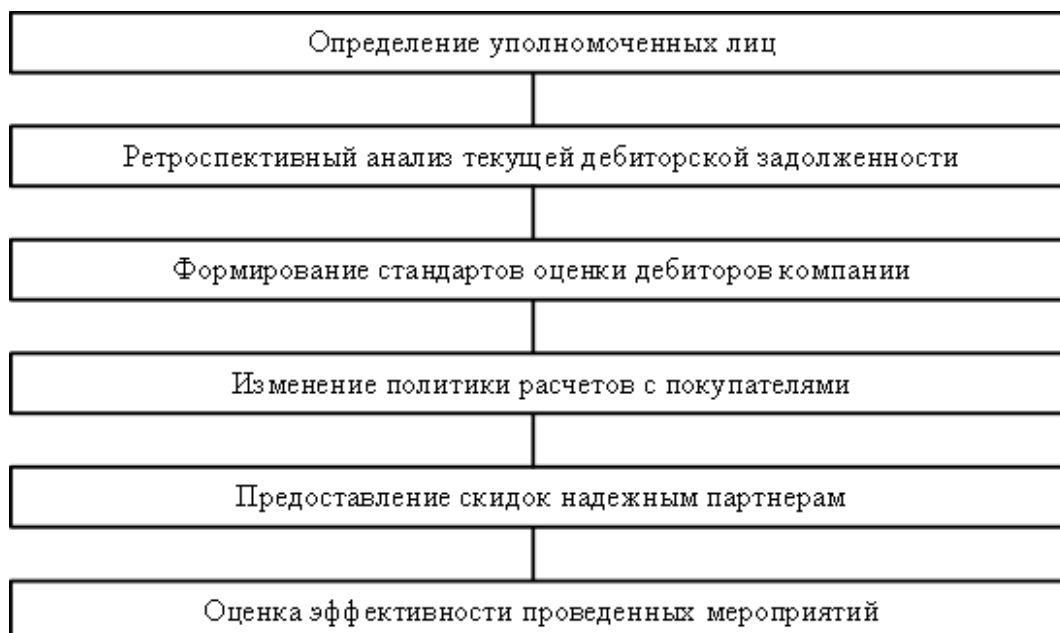 Определение уполномоченных лиц
Ретроспективный анализ текущей дебиторской задолженности
Формирование стандартов оценки дебиторов компании
Изменение политики расчетов с покупателями
Предоставление скидок надежным партнерам
Оценка эффективности проведенных мероприятий